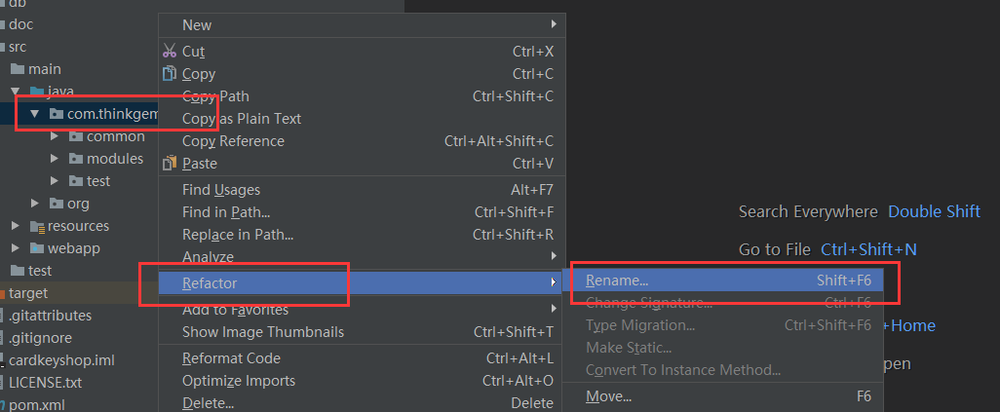 db
doc
src
main
java
com.thinkgem
common
modules
test
org
resources
webapp
test
target
.gitattributes
.gitignore
cardkeyshop.iml
LICENSE.txt
pom.xml
New
Cut Ctrl+X
Copy Ctrl+C
Copy Path Ctrl+Shift+C
Copy as Plain Text
Copy Reference Ctrl+Alt+Shift+C
Paste Ctrl+V
Find Usages Alt+F7
Find in Path... Ctrl+Shift+F
Replace in Path... Ctrl+Shift+R
Analyze
Refactor
Add to Favorites
Show Image Thumbnails Ctrl+Shift+T
Reformat Code Ctrl+Alt+L
Optimize Imports Ctrl+Alt+O
Delete... Delete
Rename... Shift+F6
Change Signature... Ctrl+F6
Type Migration... Ctrl+Shift+F6
Make Static...
Convert To Instance Method...
Move... F6
Search Everywhere Double Shift
Go to File Ctrl+Shift+N
+Home
pen